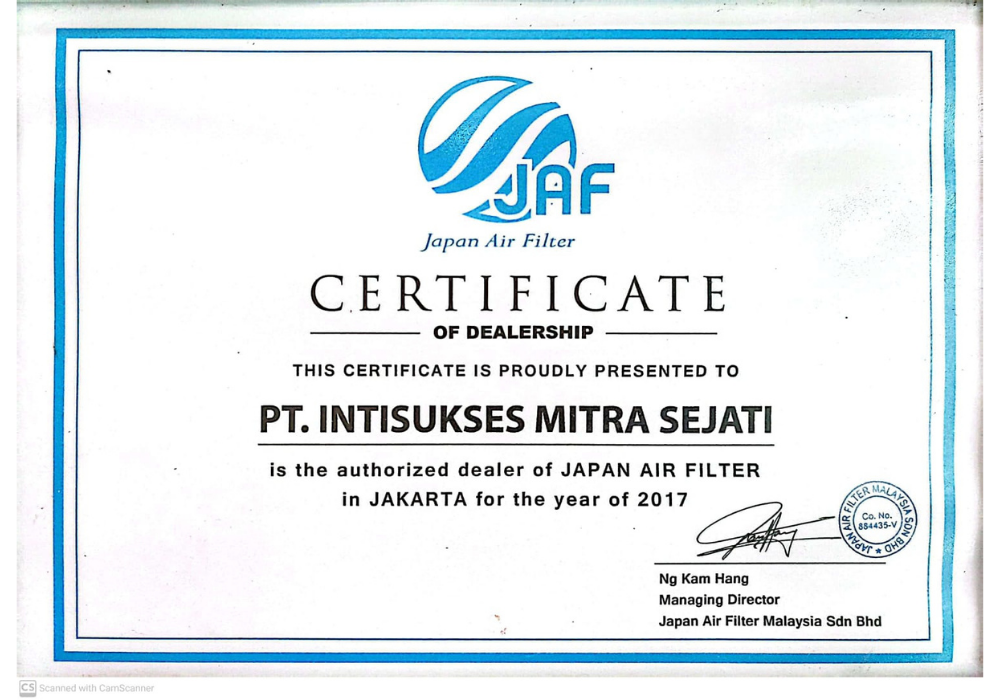 JAF
Japan Air Filter
CERTIFICATE
OF DEALERSHIP
THIS CERTIFICATE IS PROUDLY PRESENTED TO
PT. INTISUKSES MITRA SEJATI
is the authorized dealer of JAPAN AIR FILTER
in JAKARTA for the year of 2017
JAPAN AIR FILTER MALAYSIA SDN BHD
Co. No.
884435-V
Ng Kam Hang
Managing Director
Japan Air Filter Malaysia Sdn Bhd
CS Scanned with CamScanner